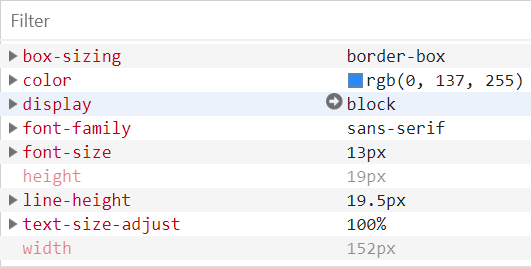 Filter
box-sizing border-box
color rgb(0, 137, 255)
display block
font-family sans-serif
font-size 13px
height 19px
line-height 19.5px
text-size-adjust 100%
width 152px